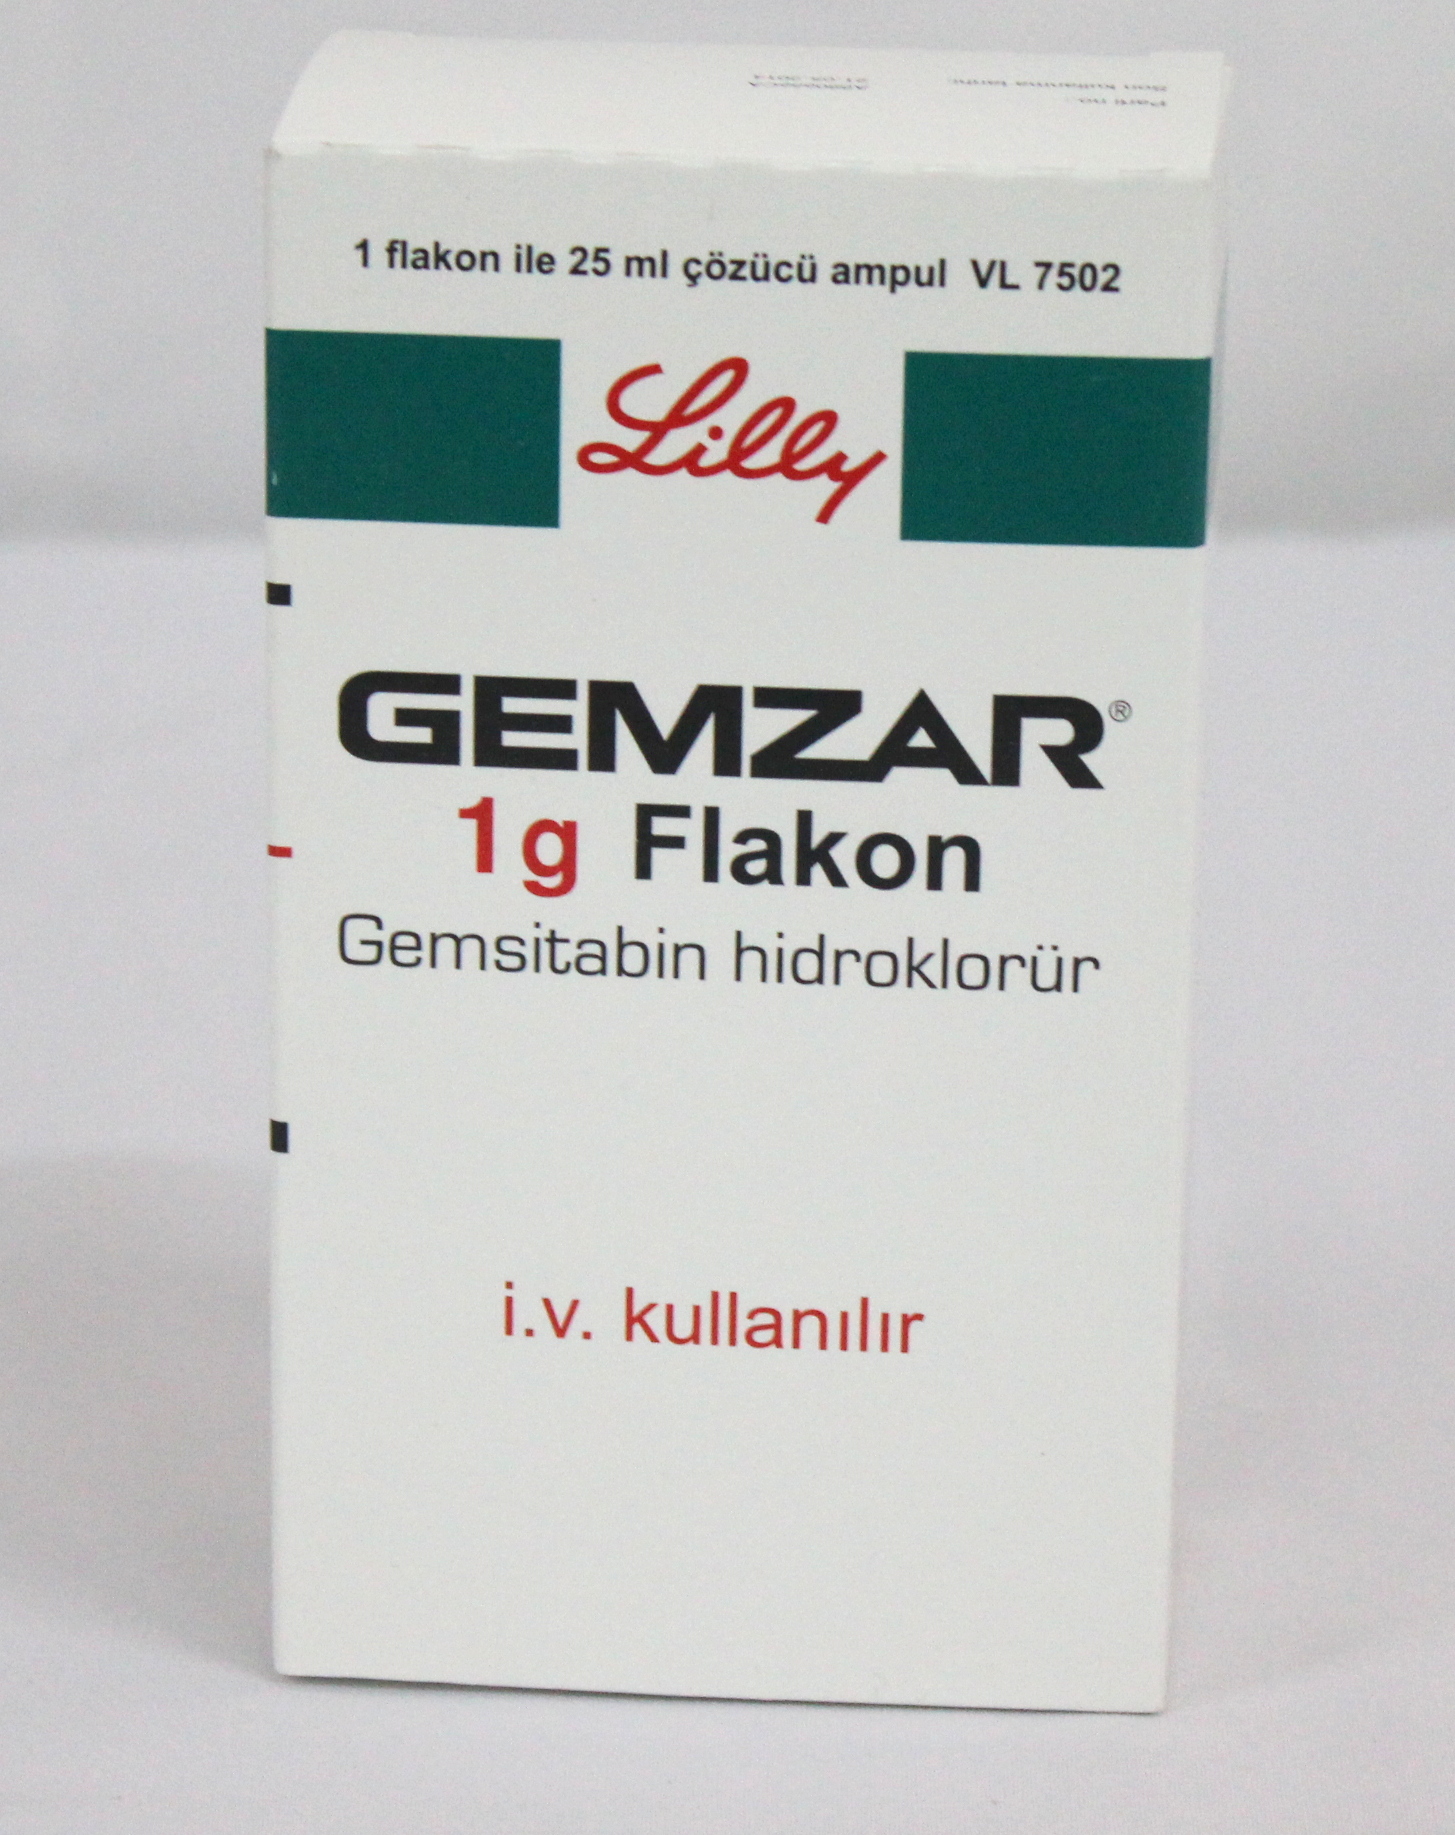 1 flakon ile 25 ml çözücü ampul VL 7502
Lilly
GEMZAR®
1g Flakon
Gemsitabin hidroklorür
i.v. kullanılır